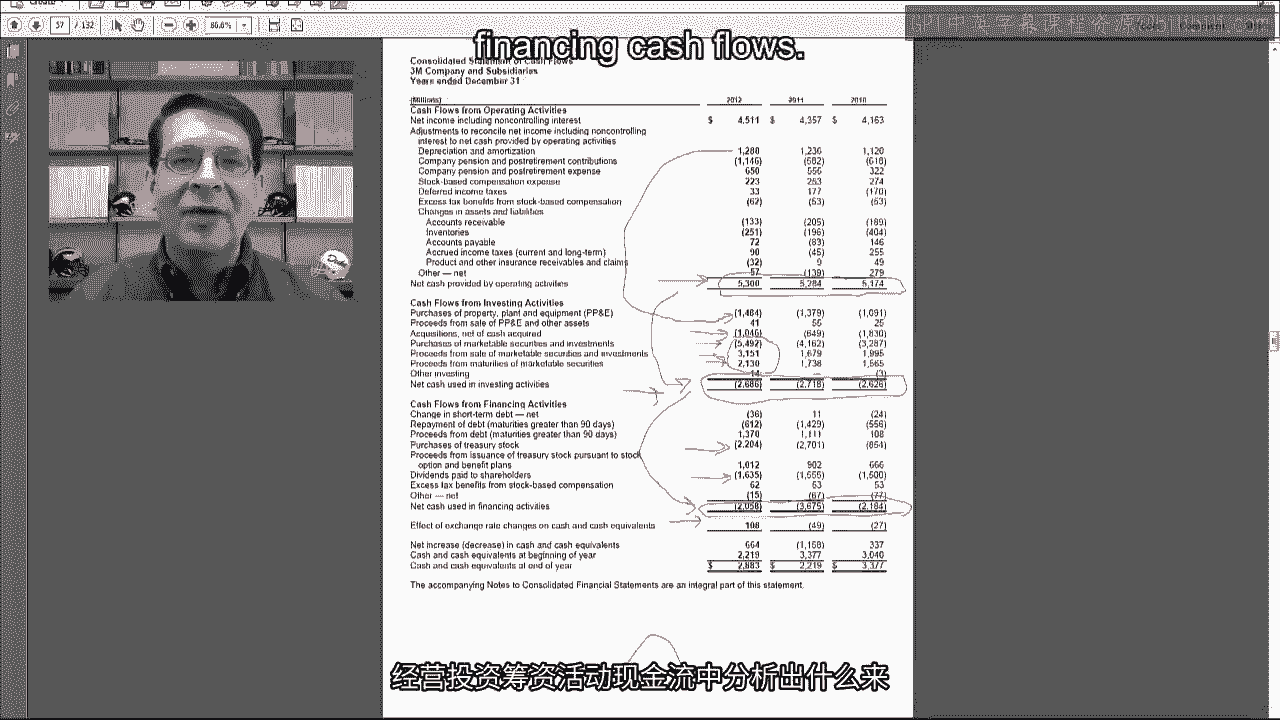 57 / 132
86.6%
financing cash flows.
Consolidated Statement of Cash Flows
3M Company and Subsidiaries
Years ended December 31
(Millions) 2012 2011 2010
Cash Flows from Operating Activities
Net income including noncontrolling interest $ 4,511 $ 4,357 $ 4,163
Adjustments to reconcile net income including noncontrolling
interest to net cash provided by operating activities
Depreciation and amortization 1,288 1,236 1,120
Company pension and postretirement contributions (1,146) (582) (618)
Company pension and postretirement expense 650 555 322
Stock-based compensation expense 223 253 274
Deferred income taxes 33 177 (170)
Excess tax benefits from stock-based compensation (62) (53) (53)
Changes in assets and liabilities
Accounts receivable (133) (205) (189)
Inventories (251) (196) (404)
Accounts payable 72 (83) 146
Accrued income taxes (current and long-term) 90 (45) 255
Product and other insurance receivables and claims (32) 9 49
Other — net 57 (139) 279
Net cash provided by operating activities 5,300 5,284 5,174
Cash Flows from Investing Activities
Purchases of property, plant and equipment (PP&E) (1,484) (1,379) (1,091)
Proceeds from sale of PP&E and other assets 41 55 25
Acquisitions, net of cash acquired (1,046) (649) (1,830)
Purchases of marketable securities and investments (5,492) (4,162) (3,287)
Proceeds from sale of marketable securities and investments 3,151 1,679 1,995
Proceeds from maturities of marketable securities 2,130 1,738 1,565
Other investing 14 — (3)
Net cash used in investing activities (2,686) (2,718) (2,626)
Cash Flows from Financing Activities
Change in short-term debt — net (36) 11 (24)
Repayment of debt (maturities greater than 90 days) (612) (1,429) (556)
Proceeds from debt (maturities greater than 90 days) 1,370 1,111 108
Purchases of treasury stock (2,204) (2,701) (854)
Proceeds from issuance of treasury stock pursuant to stock
option and benefit plans 1,012 902 666
Dividends paid to shareholders (1,635) (1,555) (1,500)
Excess tax benefits from stock-based compensation 62 53 53
Other — net (15) (67) (77)
Net cash used in financing activities (2,058) (3,675) (2,184)
Effect of exchange rate changes on cash and cash equivalents 108 (49) (27)
Net increase (decrease) in cash and cash equivalents 664 (1,158) 337
Cash and cash equivalents at beginning of year 2,219 3,377 3,040
Cash and cash equivalents at end of year $ 2,883 $ 2,219 $ 3,377
The accompanying Notes to Consolidated Financial Statements are an integral part of this statement.
经营投资筹资活动现金流中分析出什么来